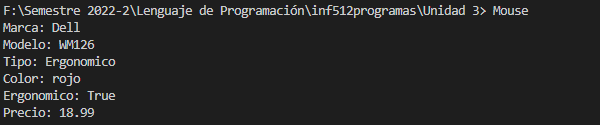 F:\Semestre 2022-2\Lenguaje de Programación\inf512programas\Unidad 3> Mouse
Marca: Dell
Modelo: WM126
Tipo: Ergonomico
Color: rojo
Ergonomico: True
Precio: 18.99